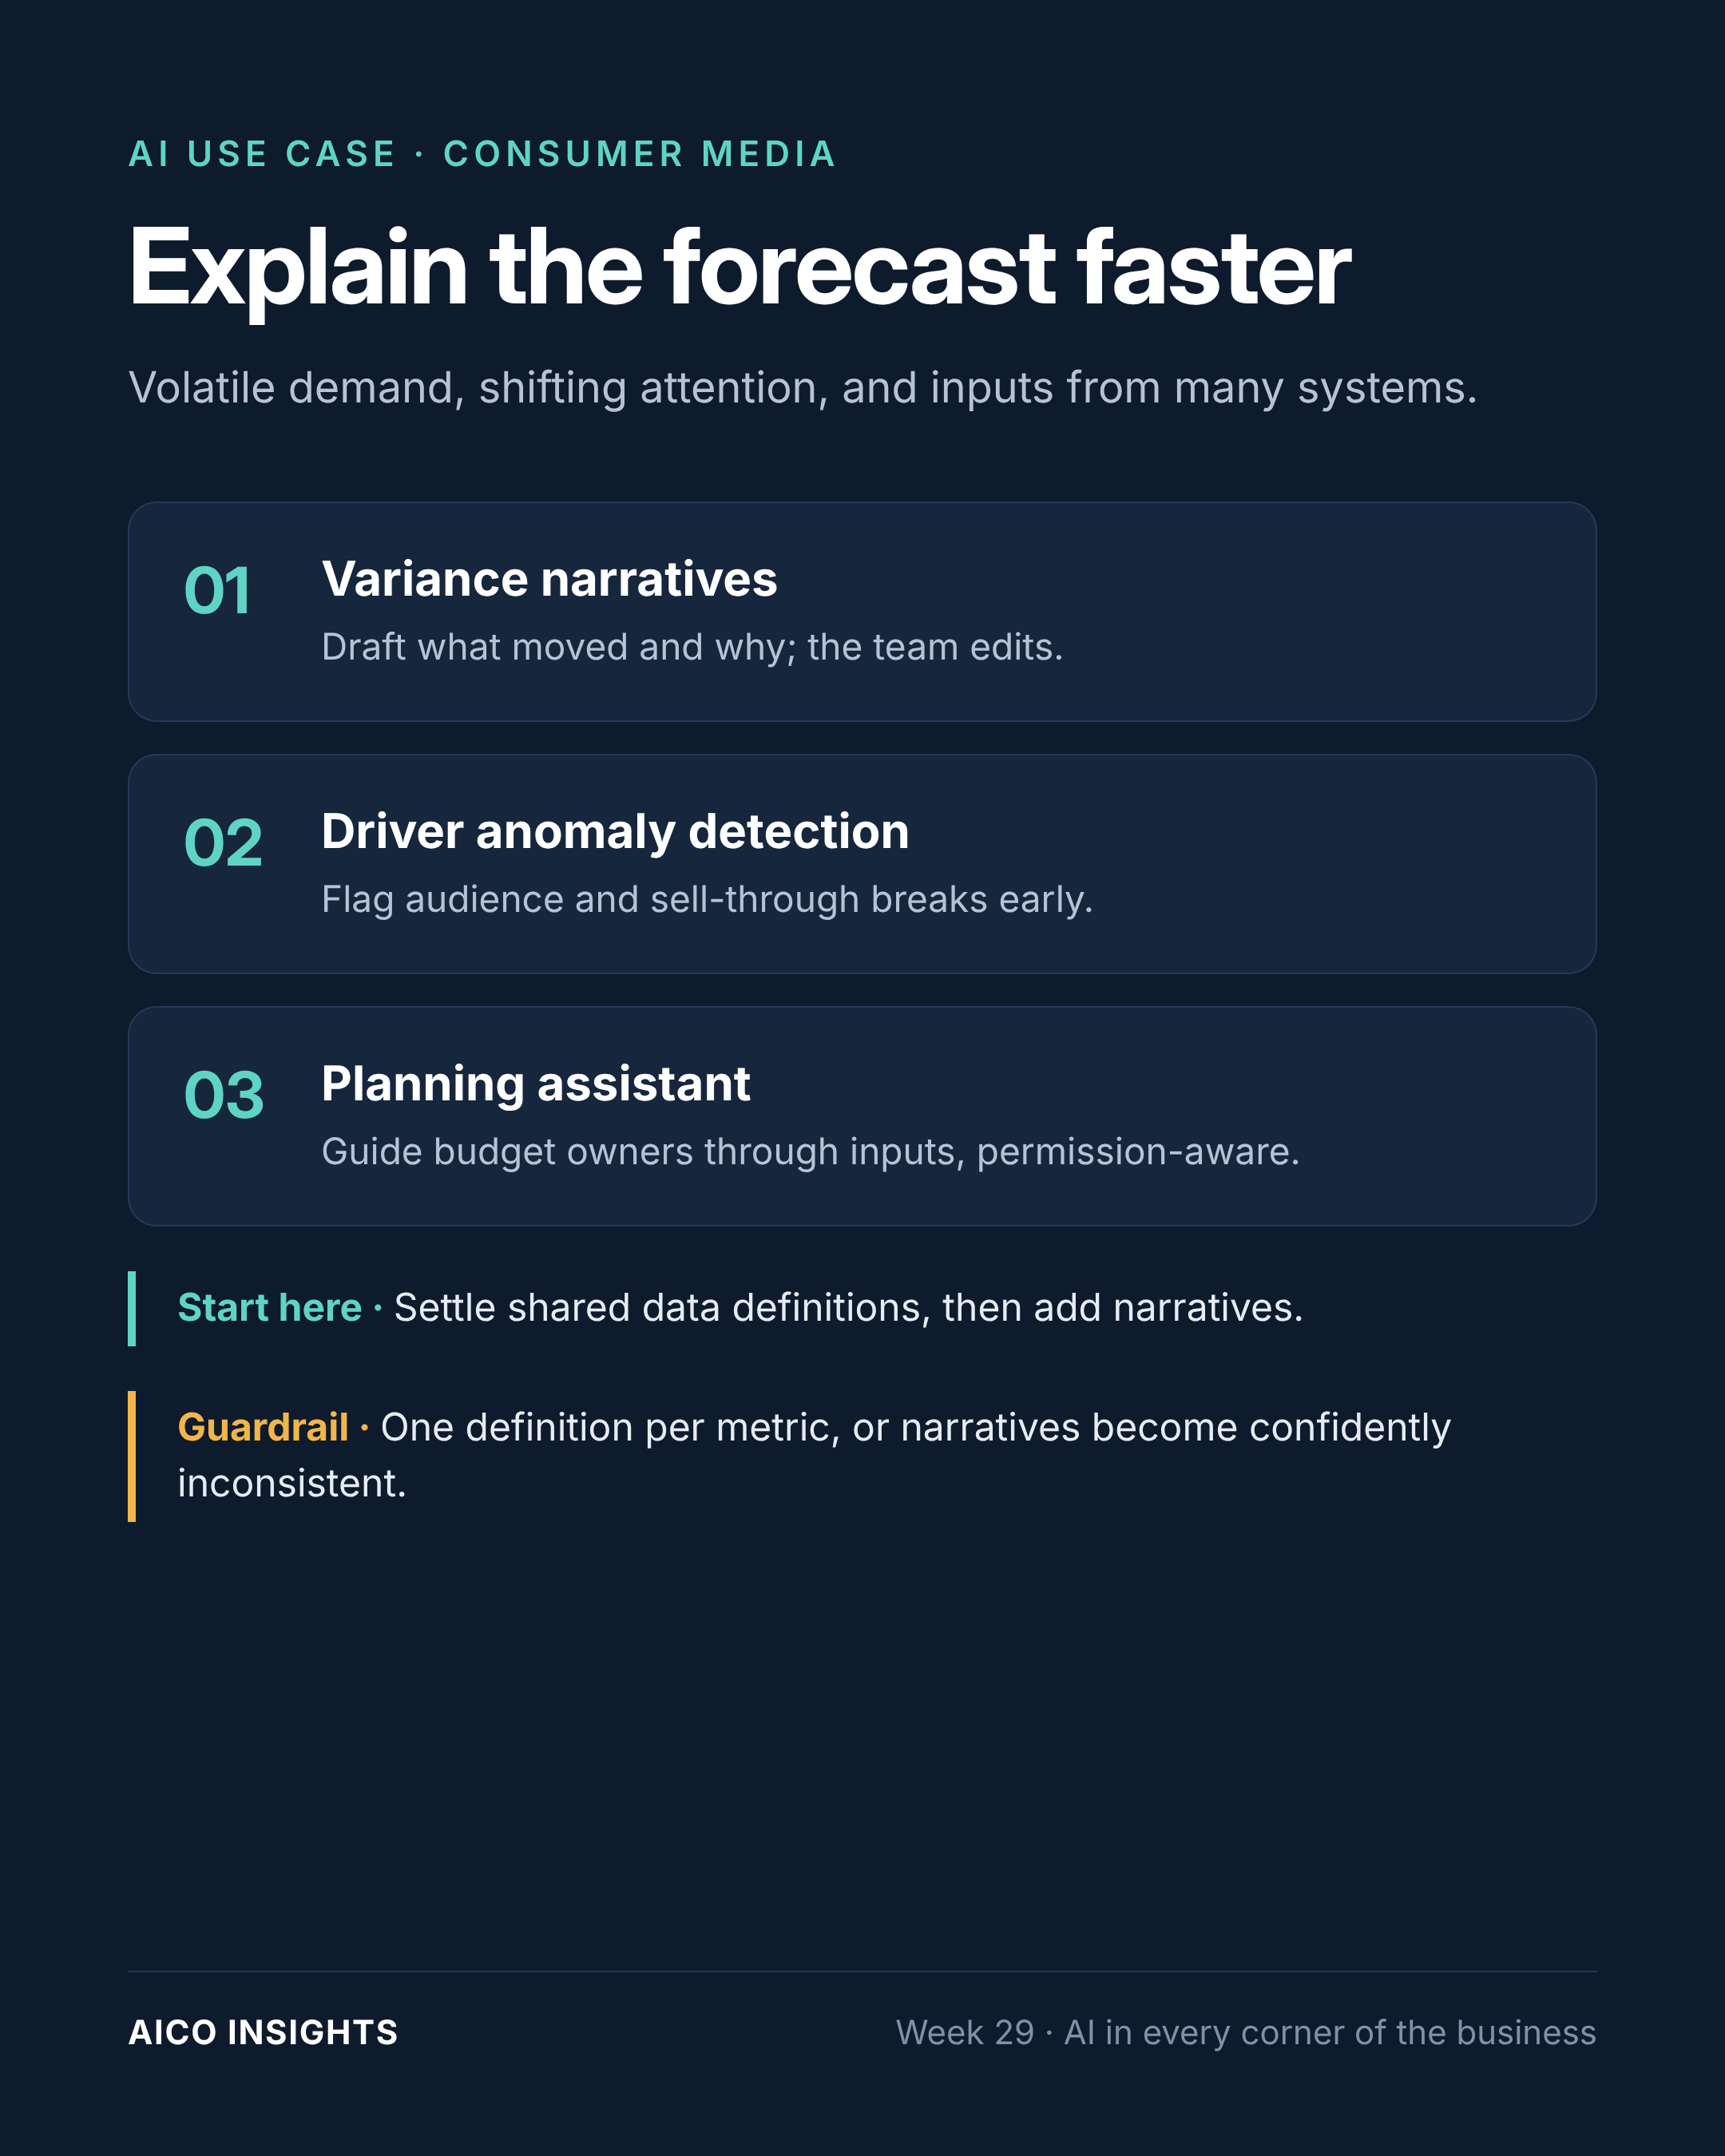 AI USE CASE · CONSUMER MEDIA
Explain the forecast faster
Volatile demand, shifting attention, and inputs from many systems.
01
Variance narratives
Draft what moved and why; the team edits.
02
Driver anomaly detection
Flag audience and sell-through breaks early.
03
Planning assistant
Guide budget owners through inputs, permission-aware.
Start here · Settle shared data definitions, then add narratives.
Guardrail · One definition per metric, or narratives become confidently
inconsistent.
AICO INSIGHTS
Week 29 · AI in every corner of the business